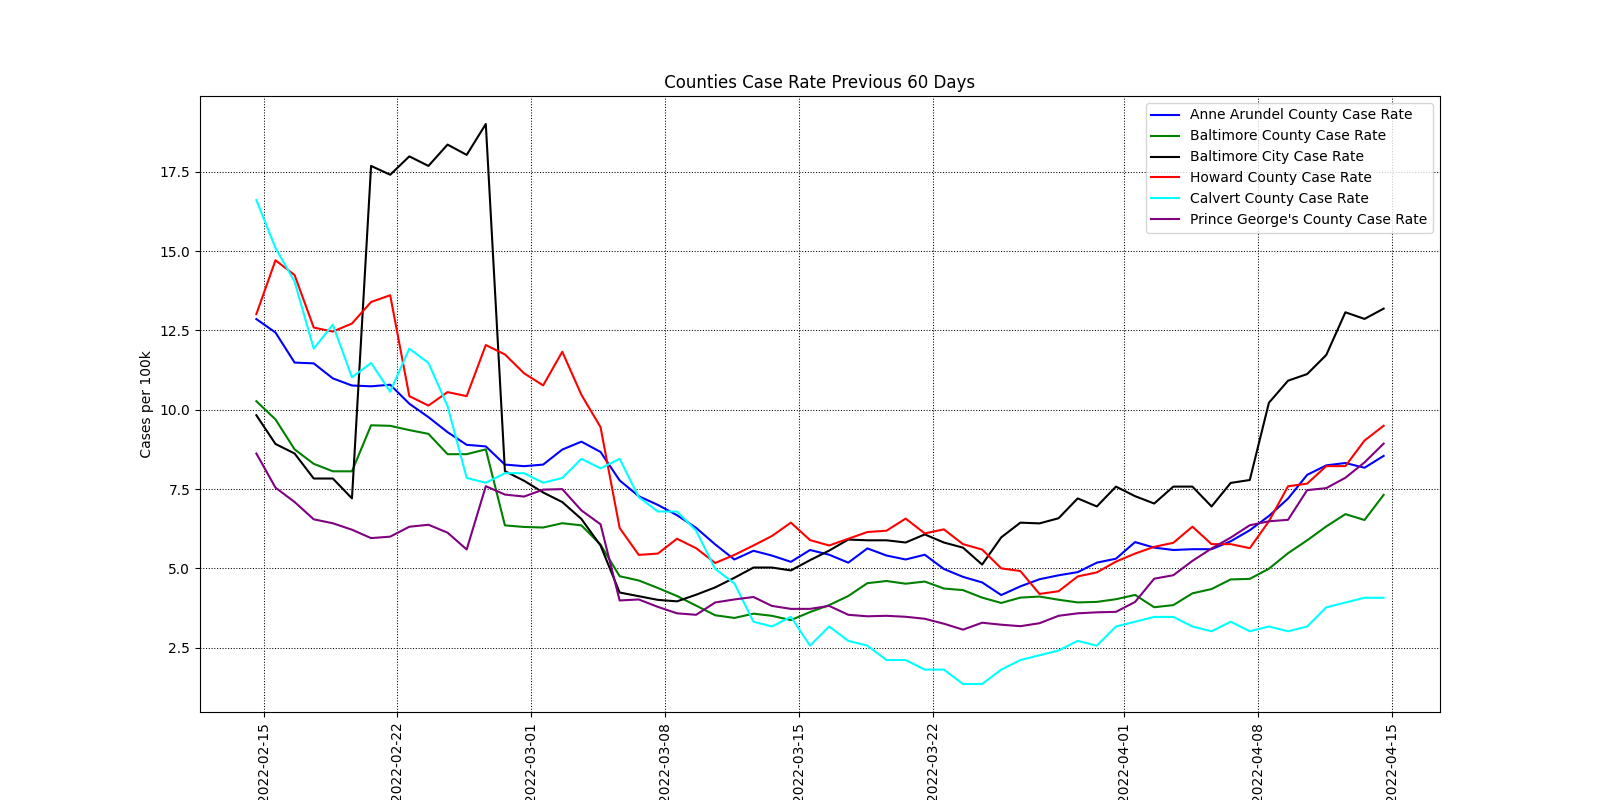 Counties Case Rate Previous 60 Days
Anne Arundel County Case Rate
Baltimore County Case Rate
Baltimore City Case Rate
Howard County Case Rate
Calvert County Case Rate
Prince George's County Case Rate
Cases per 100k
17.5
15.0
12.5
10.0
7.5
5.0
2.5
2022-02-15
2022-02-22
2022-03-01
2022-03-08
2022-03-15
2022-03-22
2022-04-01
2022-04-08
2022-04-15